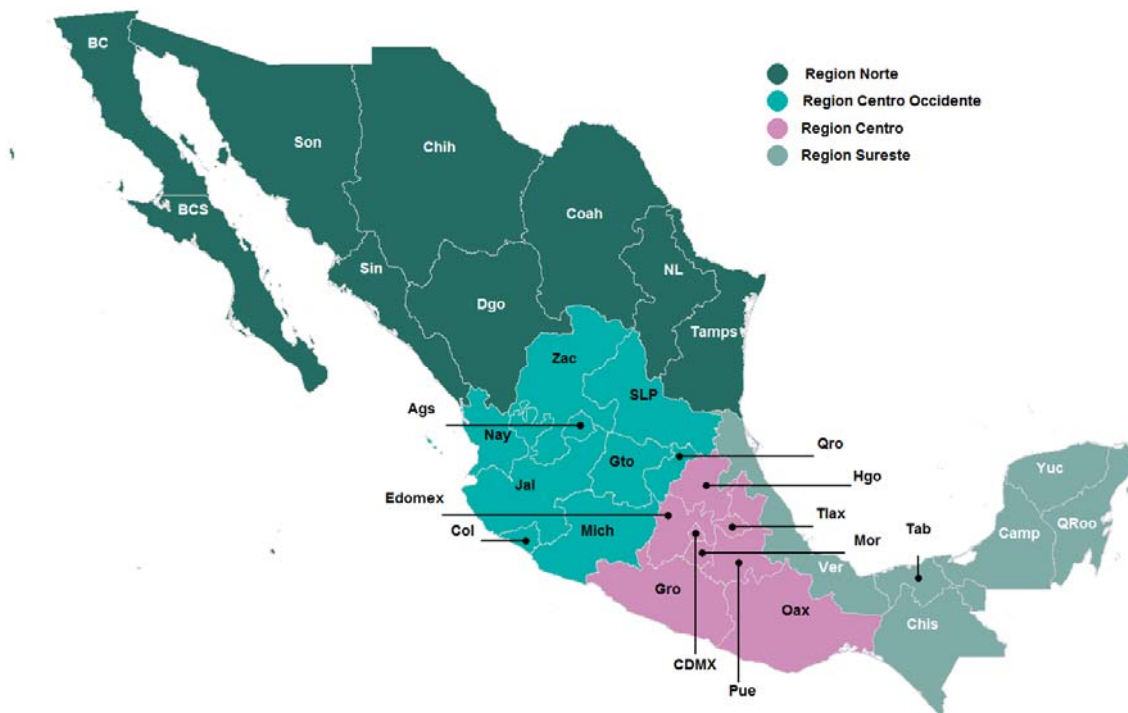 BC
Region Norte
Region Centro Occidente
Region Centro
Region Sureste
Son
Chih
BCS
Coah
Sin
NL
Dgo
Tamps
Zac
SLP
Ags
Nay
Qro
Gto
Hgo
Yuc
Jal
Edomex
Tlax
QRoo
Col
Mich
Mor
Tab
Camp
Ver
Gro
Oax
Chis
CDMX
Pue